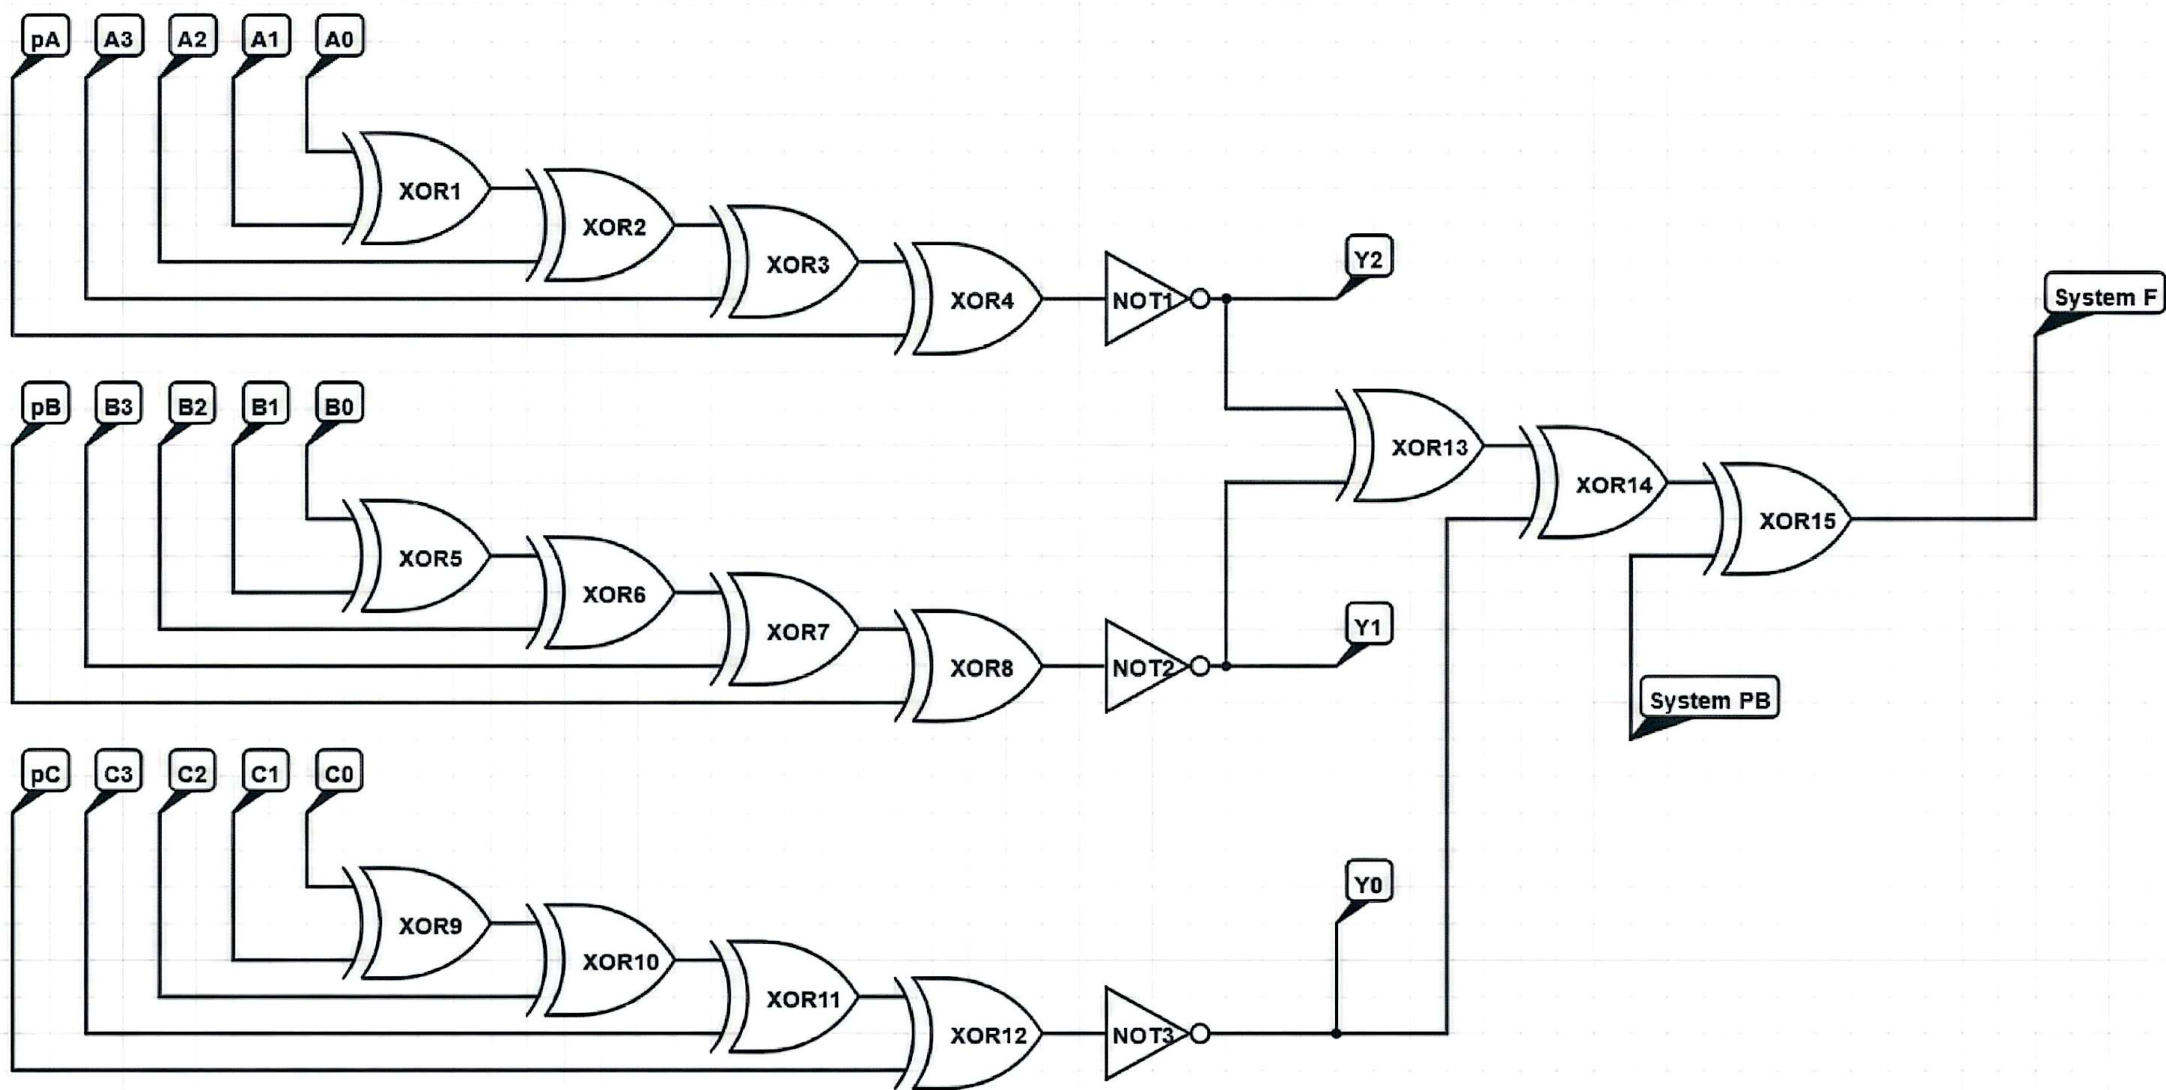 pA A3 A2 A1 A0
XOR1
XOR2
XOR3
XOR4
NOT1
Y2
System F
pB B3 B2 B1 B0
XOR5
XOR6
XOR7
XOR8
NOT2
Y1
XOR13
XOR14
XOR15
System PB
pC C3 C2 C1 C0
XOR9
XOR10
XOR11
XOR12
NOT3
Y0